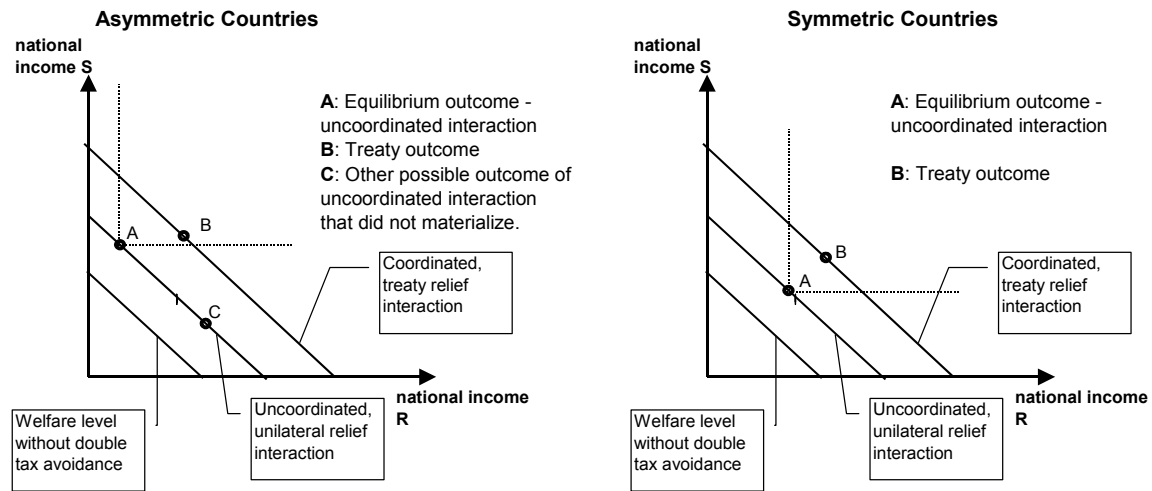 Asymmetric Countries
national
income S
A: Equilibrium outcome -
uncoordinated interaction
B: Treaty outcome
C: Other possible outcome of
uncoordinated interaction
that did not materialize.
A
B
C
Coordinated,
treaty relief
interaction
national income
R
Welfare level
without double
tax avoidance
Uncoordinated,
unilateral relief
interaction
Symmetric Countries
national
income S
A: Equilibrium outcome -
uncoordinated interaction
B: Treaty outcome
B
A
Coordinated,
treaty relief
interaction
national income
R
Welfare level
without double
tax avoidance
Uncoordinated,
unilateral relief
interaction